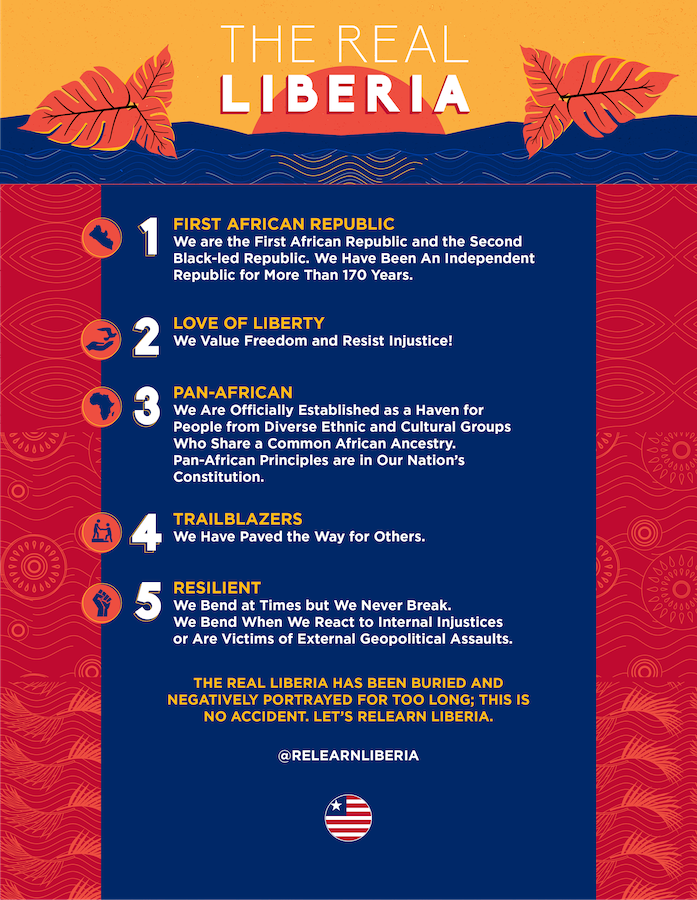 THE REAL
LIBERIA
1
FIRST AFRICAN REPUBLIC
We are the First African Republic and the Second
Black-led Republic. We Have Been An Independent
Republic for More Than 170 Years.
2
LOVE OF LIBERTY
We Value Freedom and Resist Injustice!
3
PAN-AFRICAN
We Are Officially Established as a Haven for
People from Diverse Ethnic and Cultural Groups
Who Share a Common African Ancestry.
Pan-African Principles are in Our Nation's
Constitution.
4
TRAILBLAZERS
We Have Paved the Way for Others.
5
RESILIENT
We Bend at Times but We Never Break.
We Bend When We React to Internal Injustices
or Are Victims of External Geopolitical Assaults.
THE REAL LIBERIA HAS BEEN BURIED AND
NEGATIVELY PORTRAYED FOR TOO LONG; THIS IS
NO ACCIDENT. LET'S RELEARN LIBERIA.
@RELEARNLIBERIA